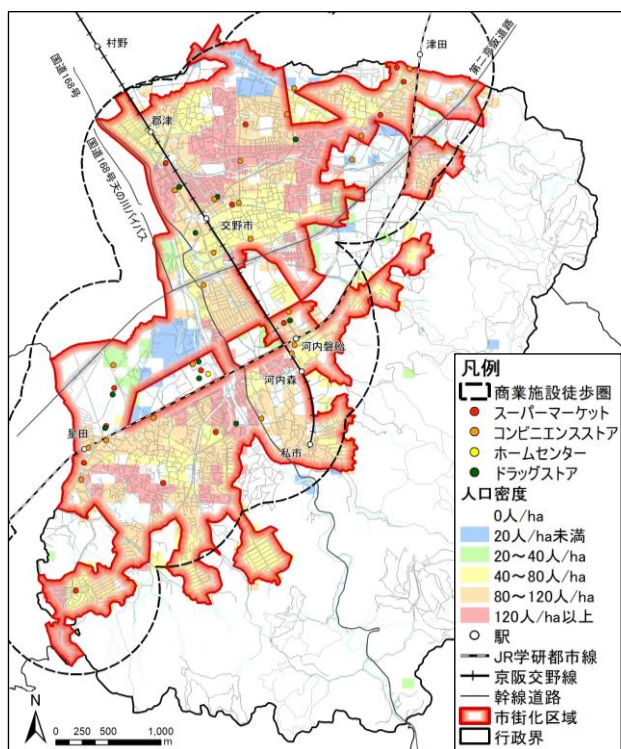 村野
津田
国道168号
第二京阪道路
郡津
国道168号天の川バイパス
交野市
河内磐船
河内森
星田
私市
凡例
商業施設徒歩圏
スーパーマーケット
コンビニエンスストア
ホームセンター
ドラッグストア
人口密度
0人/ha
20人/ha未満
20～40人/ha
40～80人/ha
80～120人/ha
120人/ha以上
駅
JR学研都市線
京阪交野線
幹線道路
市街化区域
行政界
N
0 250 500 1,000
m